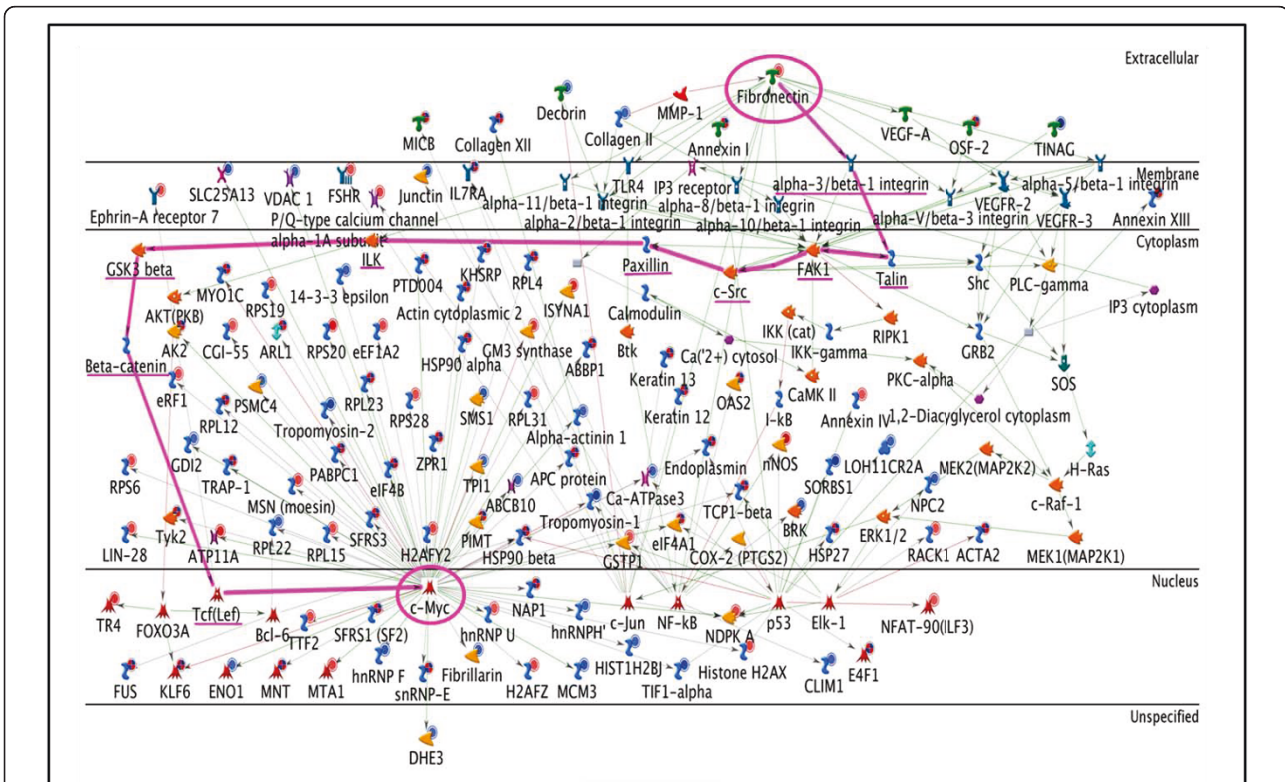 Extracellular
Fibronectin
Decorin
MMP-1
Collagen II
VEGF-A
MICB
Collagen XII
Annexin I
OSF-2
TINAG
Membrane
SLC25A13
VDAC 1
FSHR
Junctin
IL7RA
TLR4
IP3 receptor
alpha-3/beta-1 integrin
alpha-5/beta-1 integrin
Ephrin-A receptor 7
P/Q-type calcium channel
alpha-1A subunit
alpha-11/beta-1 integrin
alpha-8/beta-1 integrin
VEGFR-2
alpha-2/beta-1 integrin
alpha-10/beta-1 integrin
alpha-V/beta-3 integrin
VEGFR-3
Annexin XIII
Cytoplasm
GSK3 beta
ILK
Paxillin
c-Src
FAK1
Talin
Shc
PLC-gamma
MYO1C
14-3-3 epsilon
PTD004
KHSRP
RPL4
IP3 cytoplasm
AKT(PKB)
RPS19
Actin cytoplasmic 2
ISYNA1
Calmodulin
AK2
CGI-55
ARL1
RPS20
eEF1A2
HSP90 alpha
GM3 synthase
ABBP1
Btk
Ca('2+) cytosol
IKK (cat)
IKK-gamma
RIPK1
GRB2
Beta-catenin
Keratin 13
PKC-alpha
SOS
eRF1
PSMC4
RPL23
RPS28
SMS1
RPL31
Keratin 12
OAS2
CaMK II
RPL12
Tropomyosin-2
Alpha-actinin 1
I-kB
Annexin IV
1,2-Diacyglycerol cytoplasm
GDI2
PABPC1
ZPR1
APC protein
Endoplasmin
nNOS
LOH11CR2A
MEK2(MAP2K2)
H-Ras
RPS6
TRAP-1
MSN (moesin)
eIF4B
TPI1
ABCB10
Ca-ATPase3
SORBS1
NPC2
c-Raf-1
Tyk2
SFRS3
PIMT
Tropomyosin-1
TCP1-beta
BRK
ERK1/2
LIN-28
ATP11A
RPL22
RPL15
H2AFY2
HSP90 beta
GSTP1
eIF4A1
COX-2 (PTGS2)
HSP27
RACK1
ACTA2
MEK1(MAP2K1)
Nucleus
Tcf(Lef)
c-Myc
NAP1
TR4
FOXO3A
Bcl-6
TTF2
SFRS1 (SF2)
hnRNP U
hnRNPH'
c-Jun
NF-kB
NDPK A
p53
Elk-1
NFAT-90(ILF3)
hnRNP F
Fibrillarin
HIST1H2BJ
Histone H2AX
E4F1
FUS
KLF6
ENO1
MNT
MTA1
snRNP-E
H2AFZ
MCM3
TIF1-alpha
CLIM1
Unspecified
DHE3